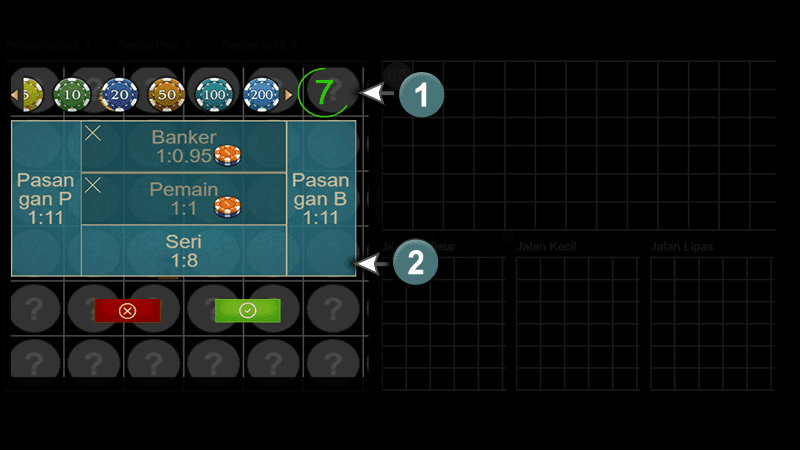 5 10 20 50 100 200 7 ? 1
Banker
1:0.95
Pasan
gan P
1:11
Pemain
1:1
Pasan
gan B
1:11
Seri
1:8
2
Jalan Kecil
Jalan Lipas
? ? ? ? ? ?
? ? ? ? ? ?